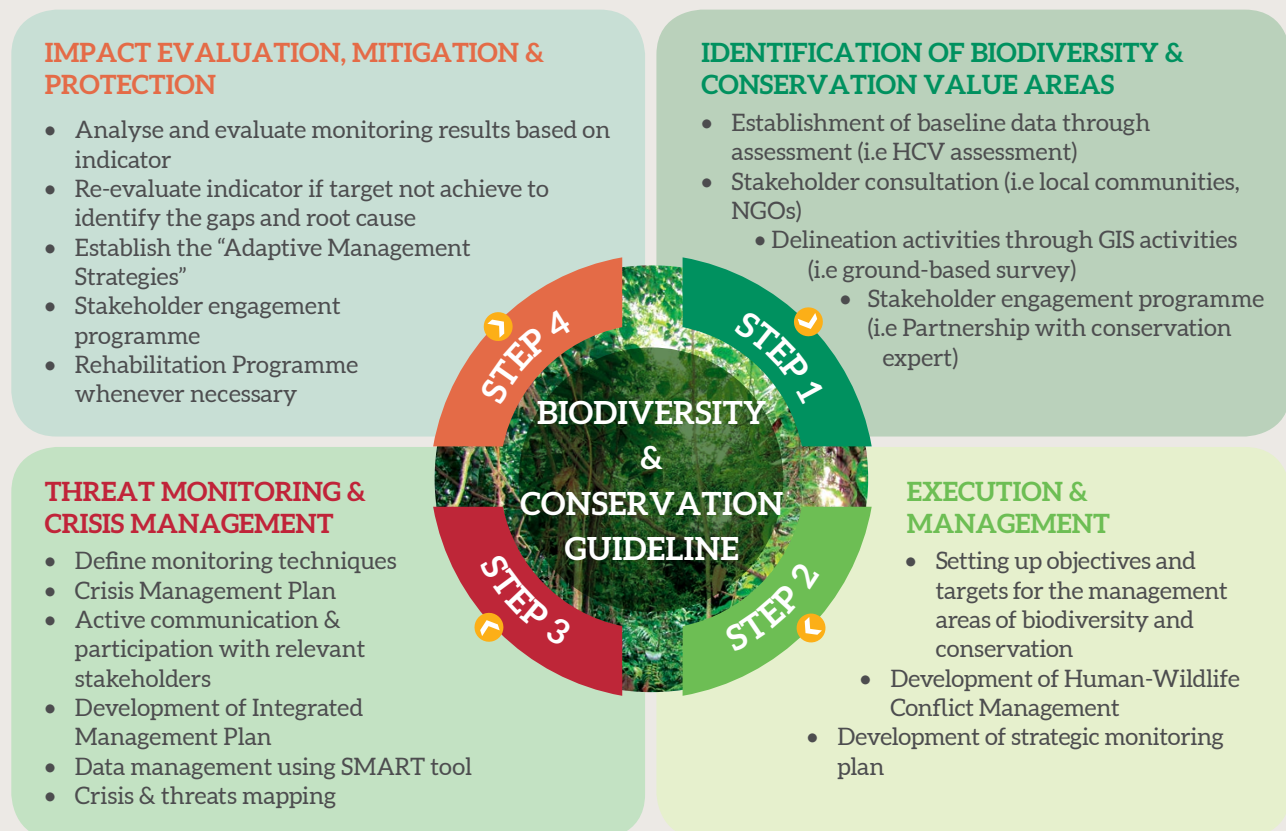 IMPACT EVALUATION, MITIGATION &
PROTECTION
• Analyse and evaluate monitoring results based on
indicator
• Re-evaluate indicator if target not achieve to
identify the gaps and root cause
• Establish the “Adaptive Management
Strategies”
• Stakeholder engagement
programme
• Rehabilitation Programme
whenever necessary
IDENTIFICATION OF BIODIVERSITY &
CONSERVATION VALUE AREAS
• Establishment of baseline data through
assessment (i.e HCV assessment)
• Stakeholder consultation (i.e local communities,
NGOs)
• Delineation activities through GIS activities
(i.e ground-based survey)
• Stakeholder engagement programme
(i.e Partnership with conservation
expert)
STEP 4
STEP 1
BIODIVERSITY
&
CONSERVATION
GUIDELINE
STEP 3
STEP 2
THREAT MONITORING &
CRISIS MANAGEMENT
• Define monitoring techniques
• Crisis Management Plan
• Active communication &
participation with relevant
stakeholders
• Development of Integrated
Management Plan
• Data management using SMART tool
• Crisis & threats mapping
EXECUTION &
MANAGEMENT
• Setting up objectives and
targets for the management
areas of biodiversity and
conservation
• Development of Human-Wildlife
Conflict Management
• Development of strategic monitoring
plan